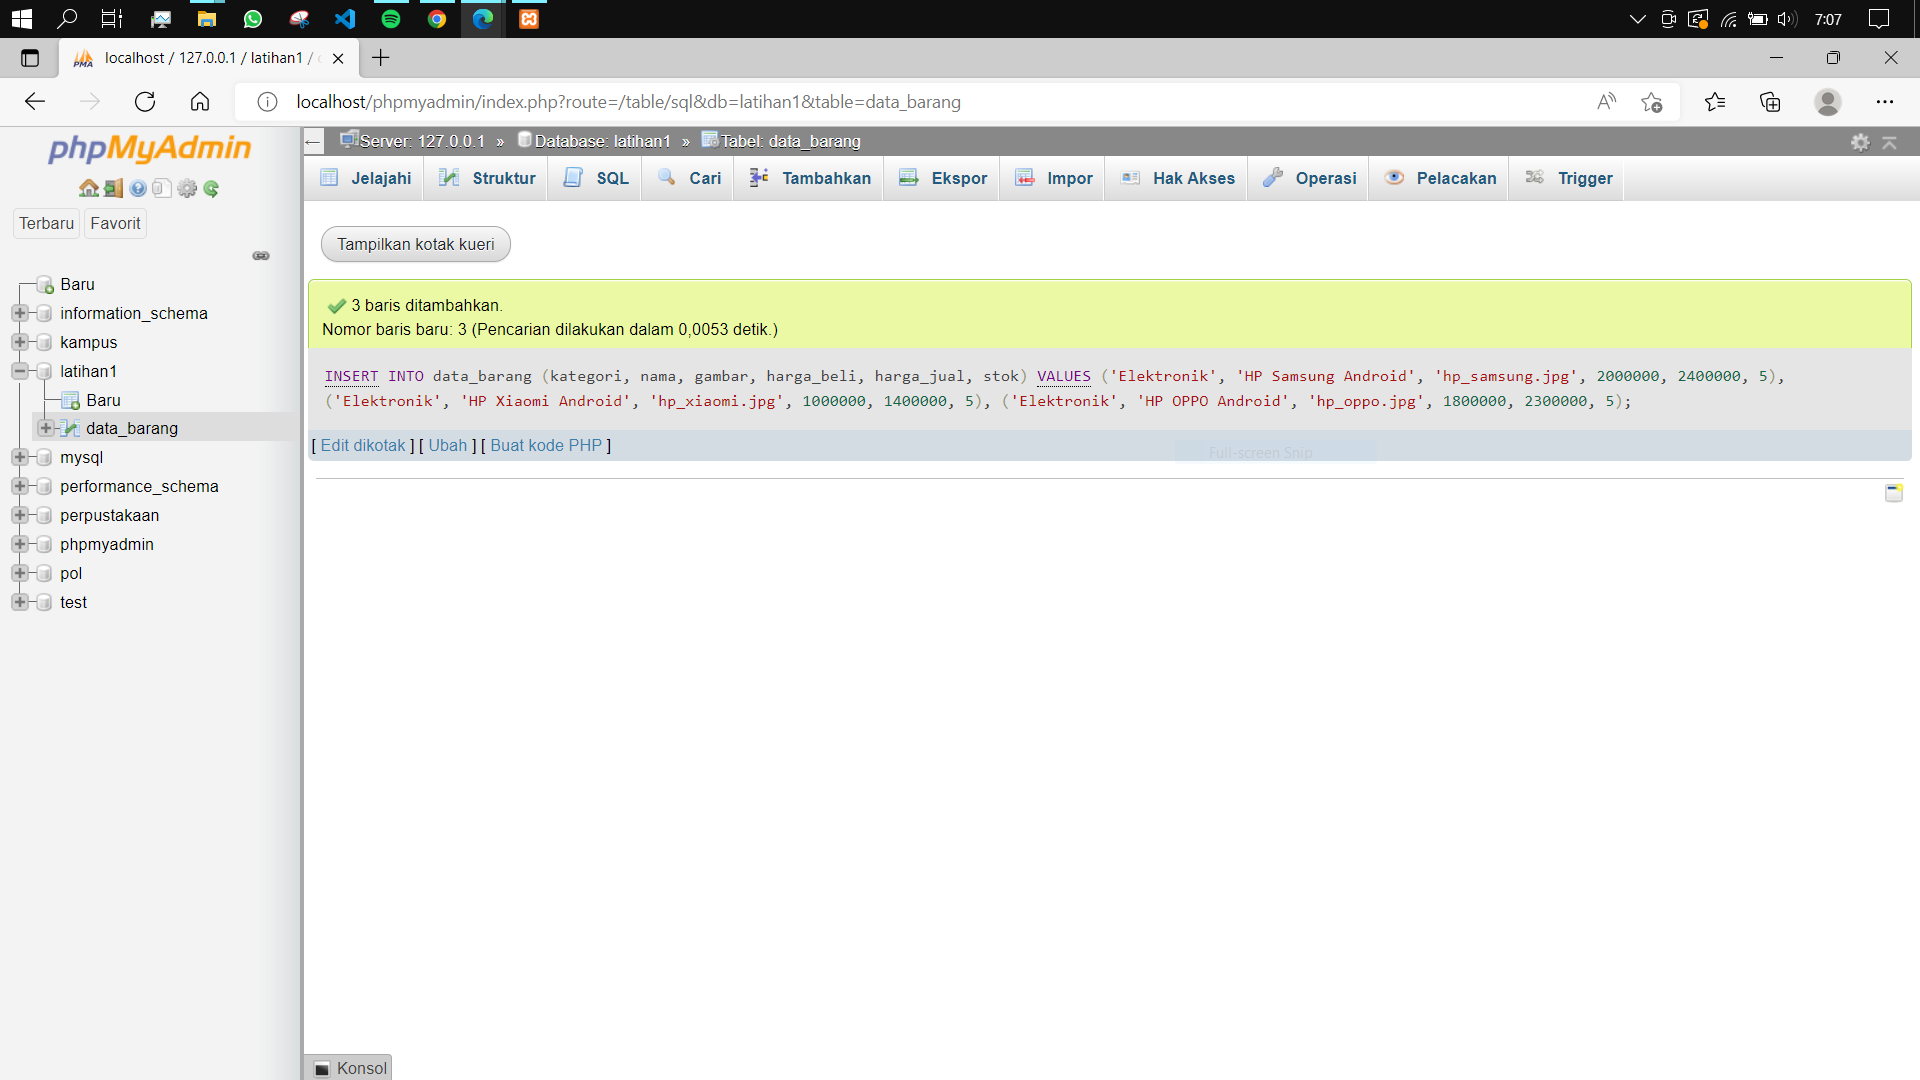 7:07
localhost / 127.0.0.1 / latihan1 /
localhost/phpmyadmin/index.php?route=/table/sql&db=latihan1&table=data_barang
phpMyAdmin
Terbaru Favorit
Baru
information_schema
kampus
latihan1
Baru
data_barang
mysql
performance_schema
perpustakaan
phpmyadmin
pol
test
← Server: 127.0.0.1 » Database: latihan1 » Tabel: data_barang
Jelajahi Struktur SQL Cari Tambahkan Ekspor Impor Hak Akses Operasi Pelacakan Trigger
Tampilkan kotak kueri
3 baris ditambahkan.
Nomor baris baru: 3 (Pencarian dilakukan dalam 0,0053 detik.)
INSERT INTO data_barang (kategori, nama, gambar, harga_beli, harga_jual, stok) VALUES ('Elektronik', 'HP Samsung Android', 'hp_samsung.jpg', 2000000, 2400000, 5),
('Elektronik', 'HP Xiaomi Android', 'hp_xiaomi.jpg', 1000000, 1400000, 5), ('Elektronik', 'HP OPPO Android', 'hp_oppo.jpg', 1800000, 2300000, 5);
[ Edit dikotak ] [ Ubah ] [ Buat kode PHP ]
Full-screen Snip
Konsol